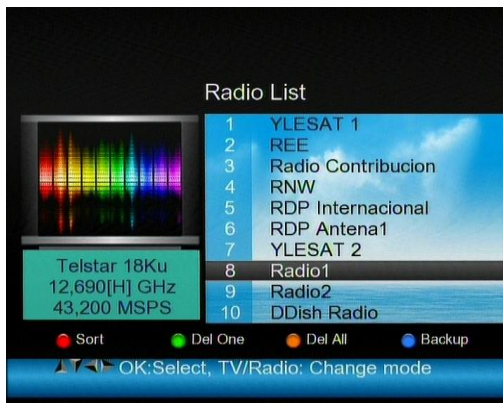 Radio List
1 YLESAT 1
2 REE
3 Radio Contribucion
4 RNW
5 RDP Internacional
6 RDP Antena1
7 YLESAT 2
8 Radio1
9 Radio2
10 DDish Radio
Telstar 18Ku
12,690[H] GHz
43,200 MSPS
Sort Del One Del All Backup
OK:Select, TV/Radio: Change mode